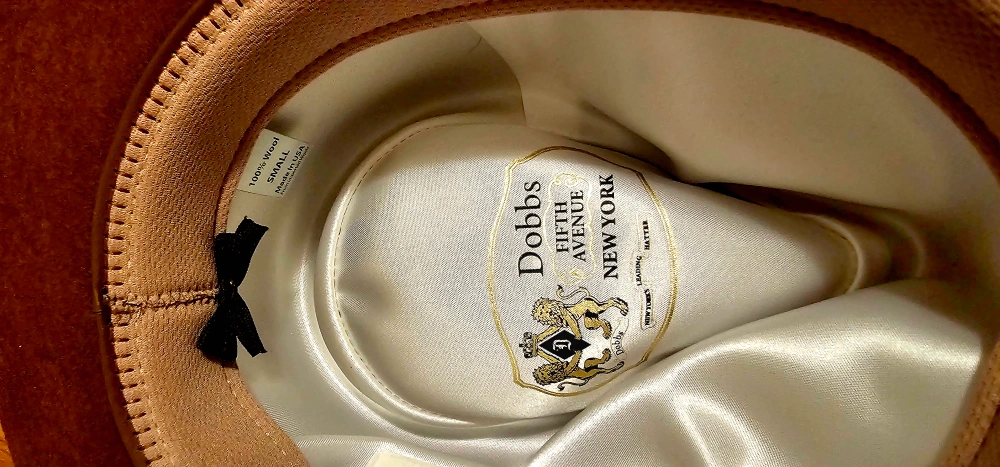 100% Wool
SMALL
Made In USA
Dobbs
FIFTH
AVENUE
NEW YORK
NEW YORK'S LEADING HATTER
D
Dobbs